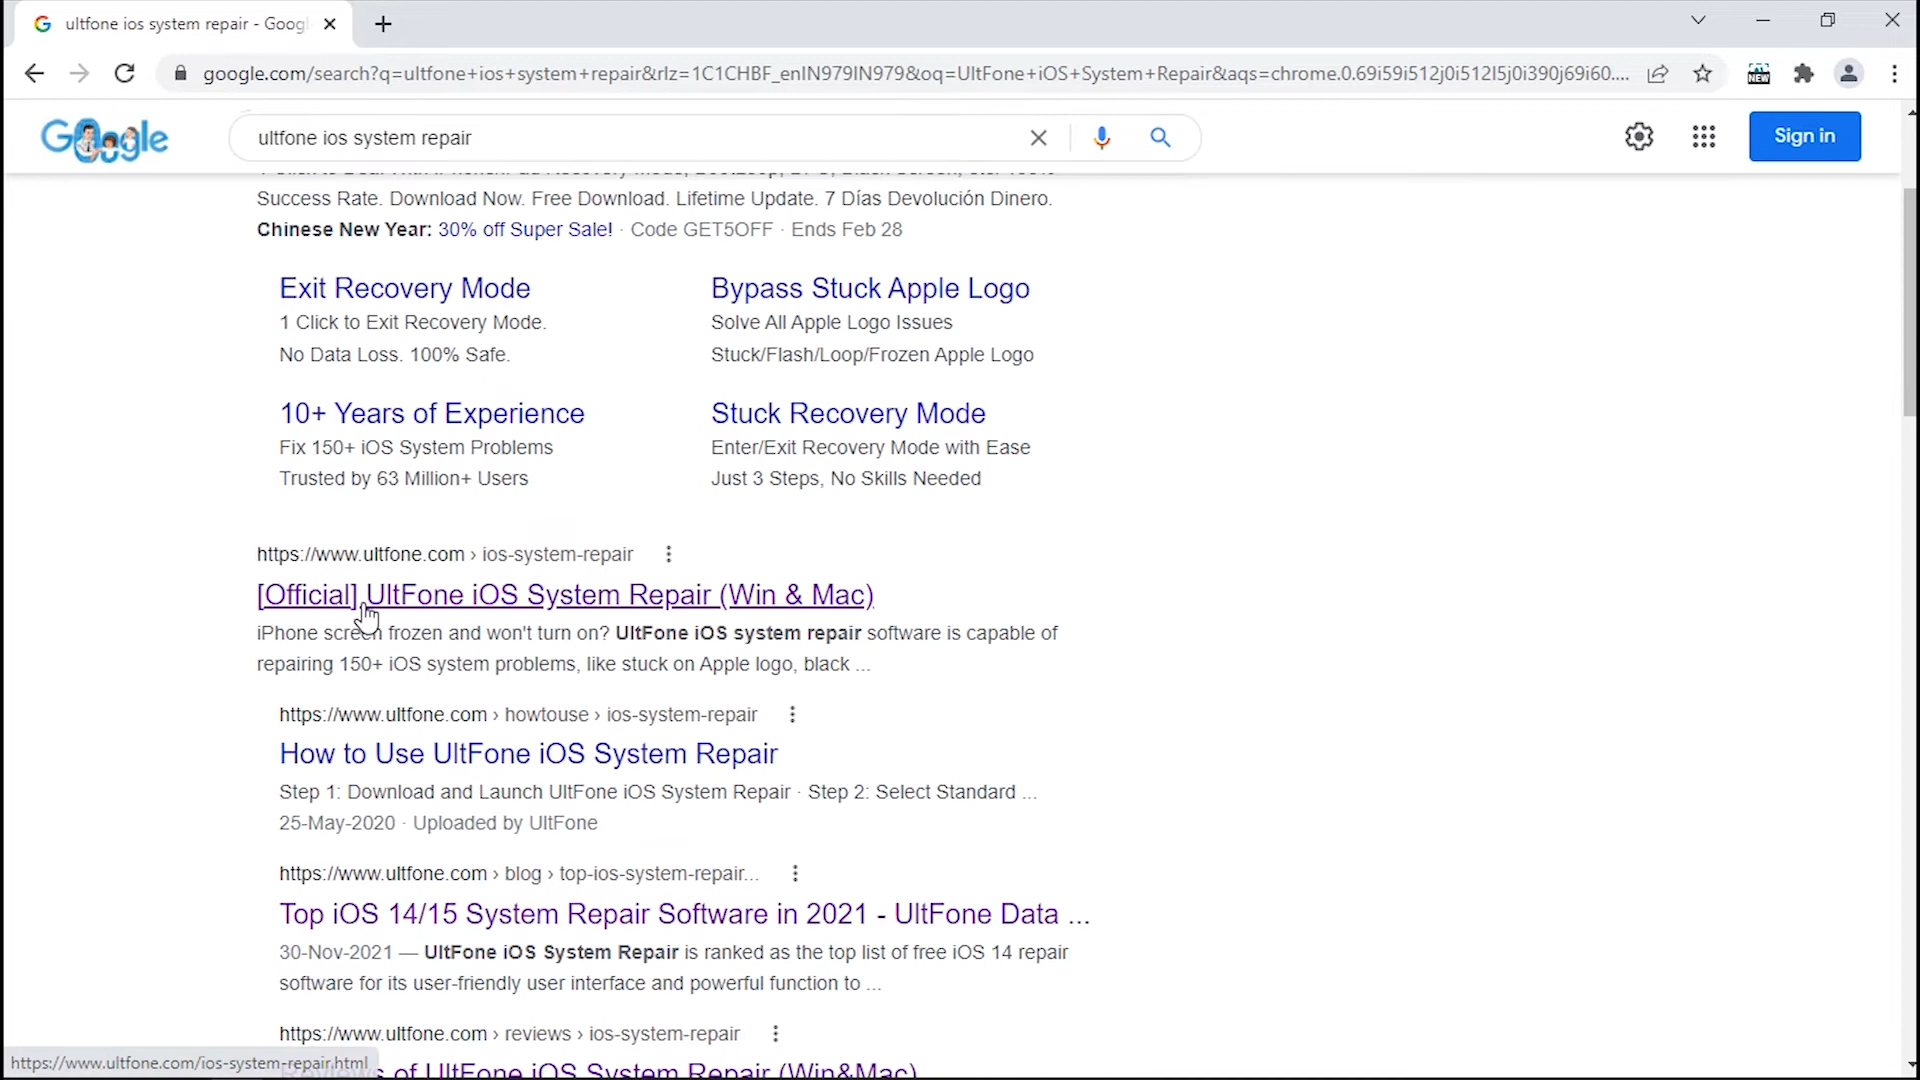 ultfone ios system repair - Goog
google.com/search?q=ultfone+ios+system+repair&rlz=1C1CHBF_enIN979IN979&oq=UltFone+iOS+System+Repair&aqs=chrome.0.69i59i512j0i512l5j0i390j69i60....
NEW
Google
ultfone ios system repair
Sign in
Success Rate. Download Now. Free Download. Lifetime Update. 7 Días Devolución Dinero.
Chinese New Year: 30% off Super Sale! · Code GET5OFF · Ends Feb 28
Exit Recovery Mode
1 Click to Exit Recovery Mode.
No Data Loss. 100% Safe.
Bypass Stuck Apple Logo
Solve All Apple Logo Issues
Stuck/Flash/Loop/Frozen Apple Logo
10+ Years of Experience
Fix 150+ iOS System Problems
Trusted by 63 Million+ Users
Stuck Recovery Mode
Enter/Exit Recovery Mode with Ease
Just 3 Steps, No Skills Needed
https://www.ultfone.com › ios-system-repair
[Official] UltFone iOS System Repair (Win & Mac)
iPhone screen frozen and won't turn on? UltFone iOS system repair software is capable of
repairing 150+ iOS system problems, like stuck on Apple logo, black ...
https://www.ultfone.com › howtouse › ios-system-repair
How to Use UltFone iOS System Repair
Step 1: Download and Launch UltFone iOS System Repair · Step 2: Select Standard ...
25-May-2020 · Uploaded by UltFone
https://www.ultfone.com › blog › top-ios-system-repair...
Top iOS 14/15 System Repair Software in 2021 - UltFone Data ...
30-Nov-2021 — UltFone iOS System Repair is ranked as the top list of free iOS 14 repair
software for its user-friendly user interface and powerful function to ...
https://www.ultfone.com › reviews › ios-system-repair
Reviews of UltFone iOS System Repair (Win&Mac)
https://www.ultfone.com/ios-system-repair.html